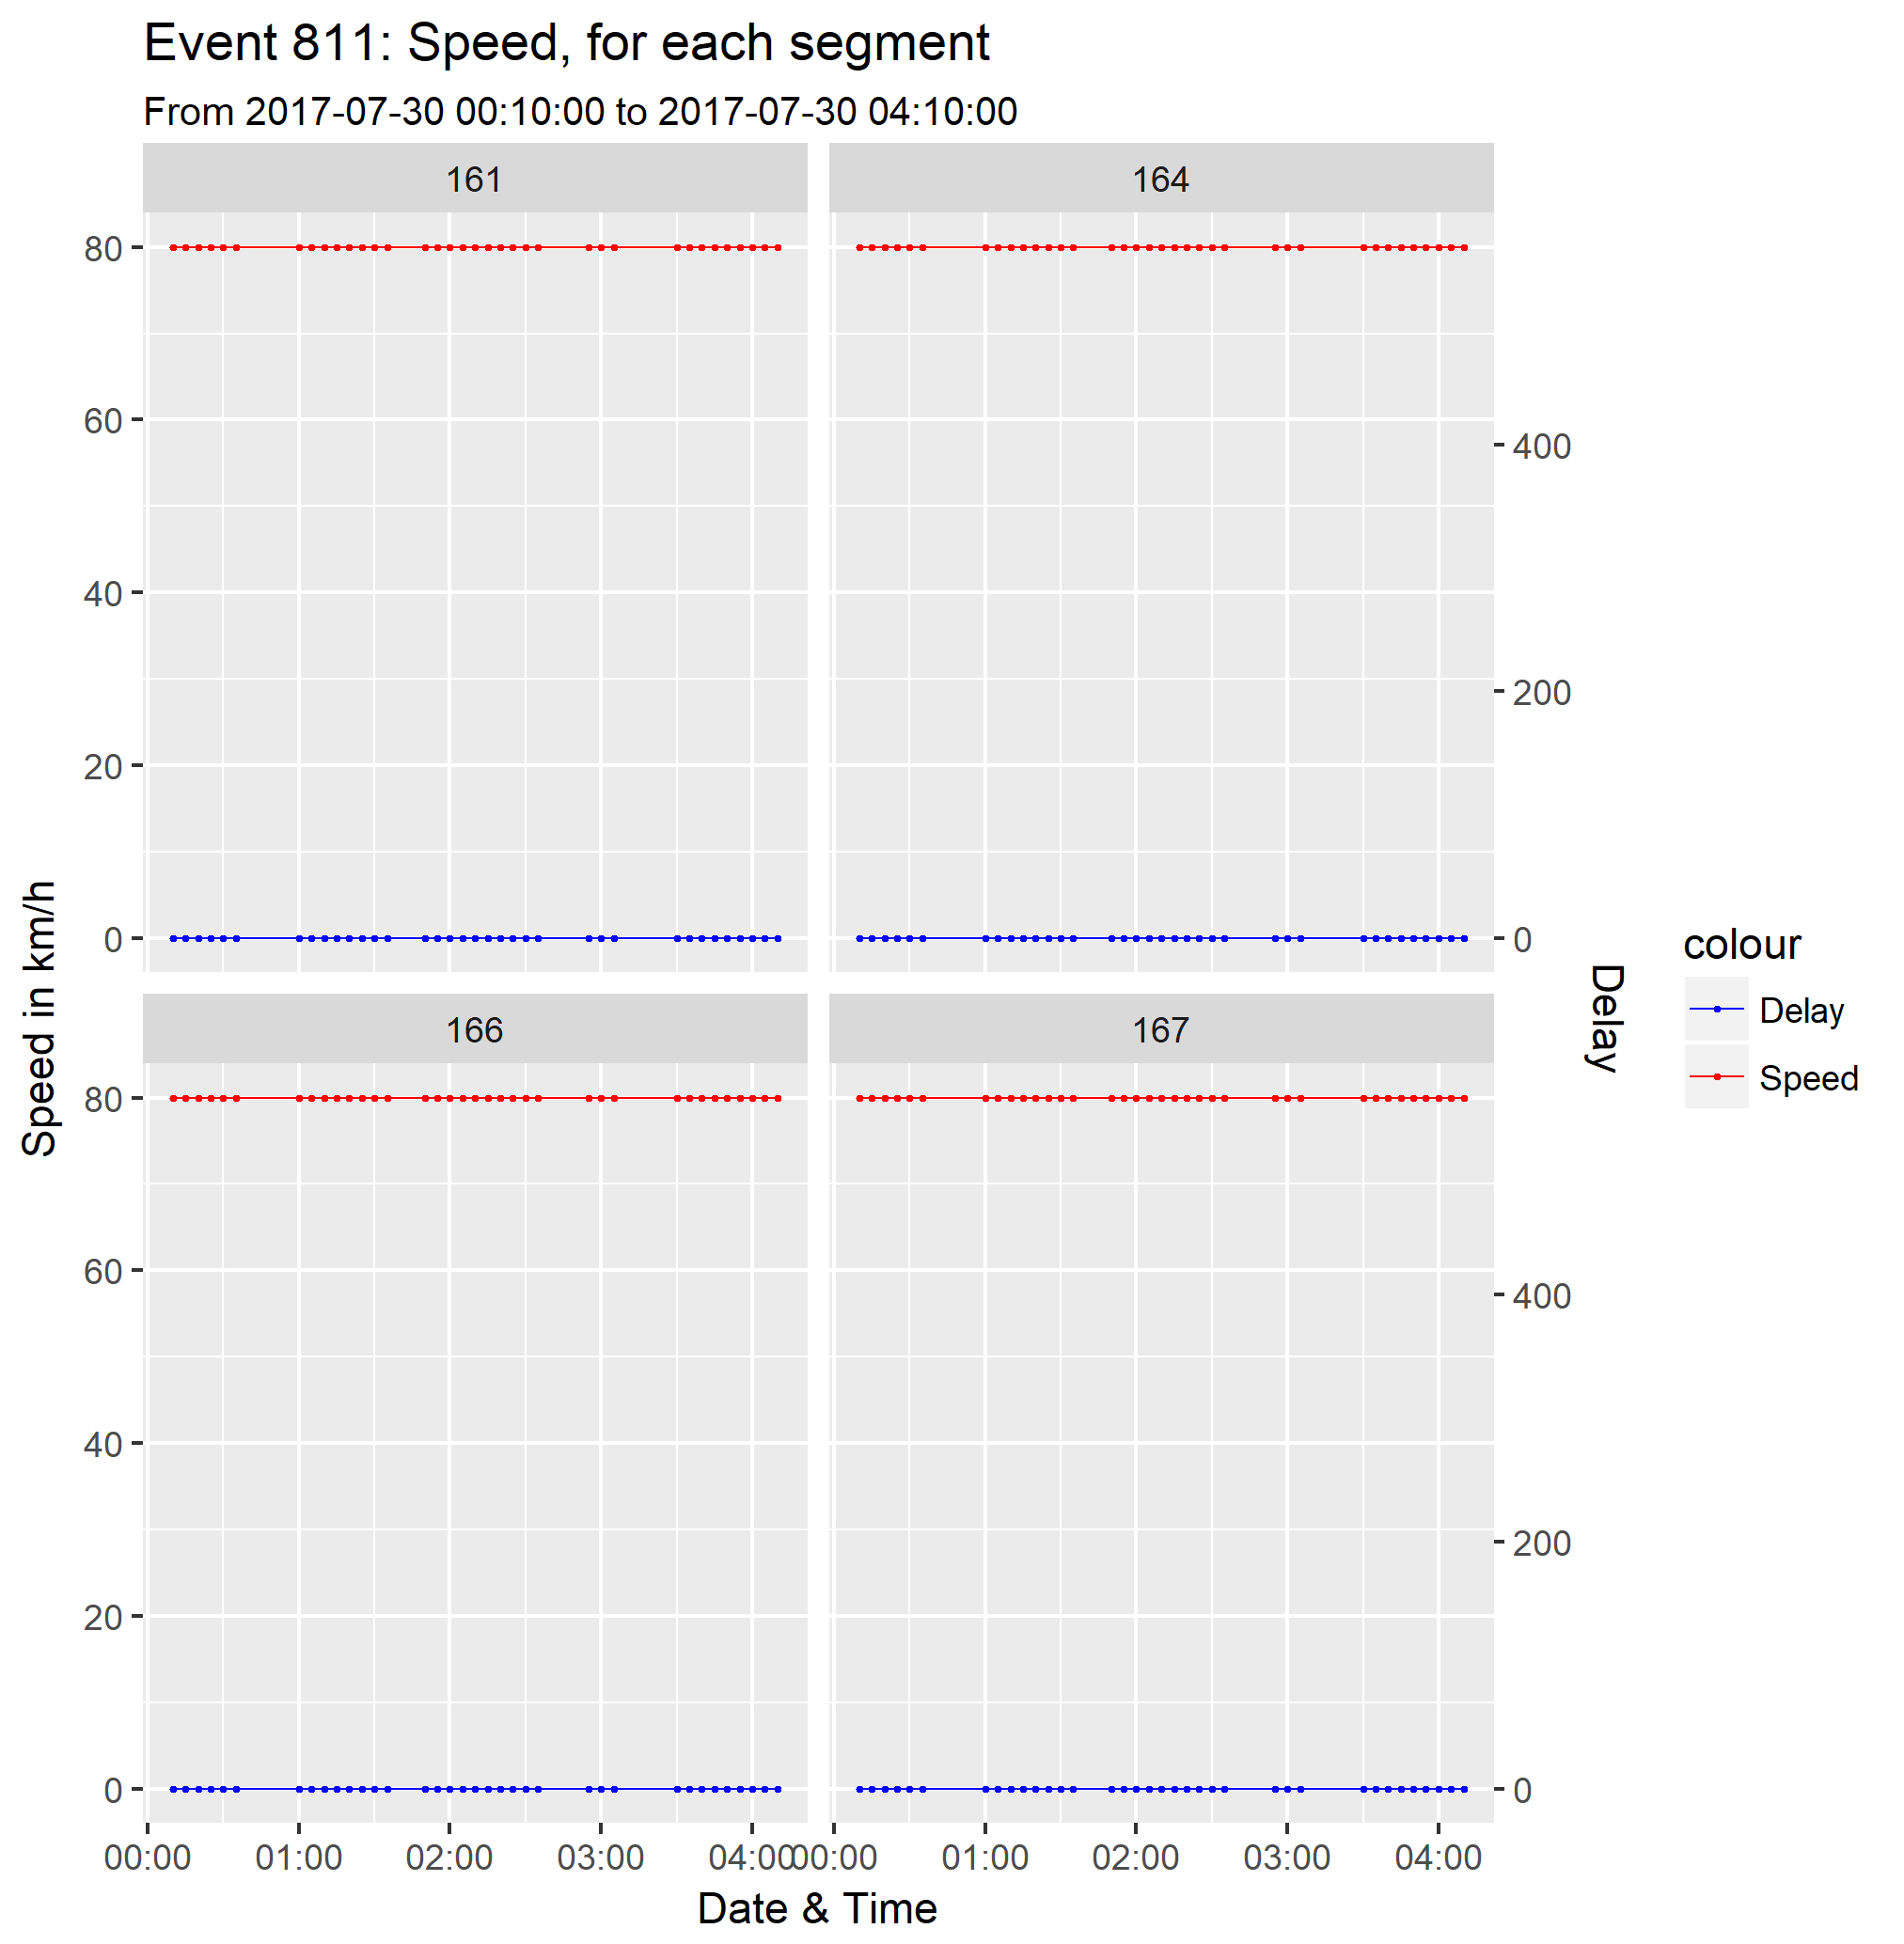 Event 811: Speed, for each segment
From 2017-07-30 00:10:00 to 2017-07-30 04:10:00
161
164
80
60
40
20
0
400
200
0
166
167
80
60
40
20
0
400
200
0
00:00 01:00 02:00 03:00 04:00 00:00 01:00 02:00 03:00 04:00
Date & Time
Speed in km/h
Delay
colour
Delay
Speed